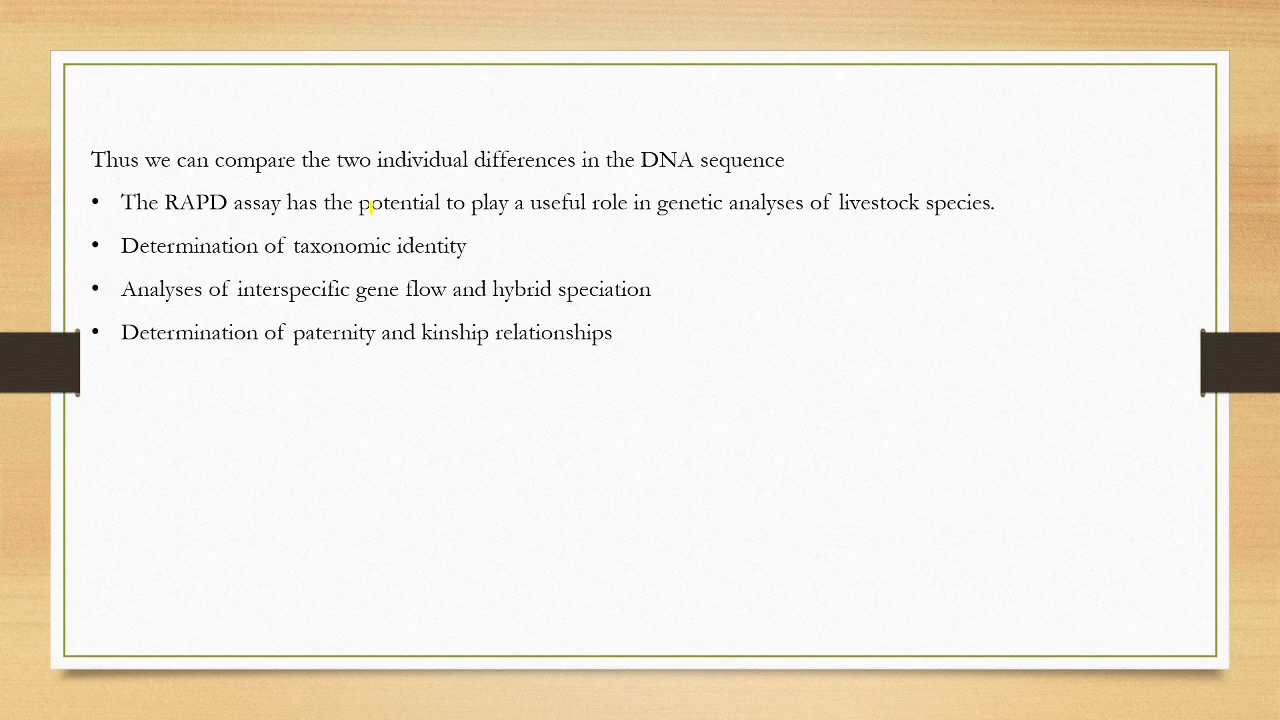 Thus we can compare the two individual differences in the DNA sequence
• The RAPD assay has the potential to play a useful role in genetic analyses of livestock species.
• Determination of taxonomic identity
• Analyses of interspecific gene flow and hybrid speciation
• Determination of paternity and kinship relationships